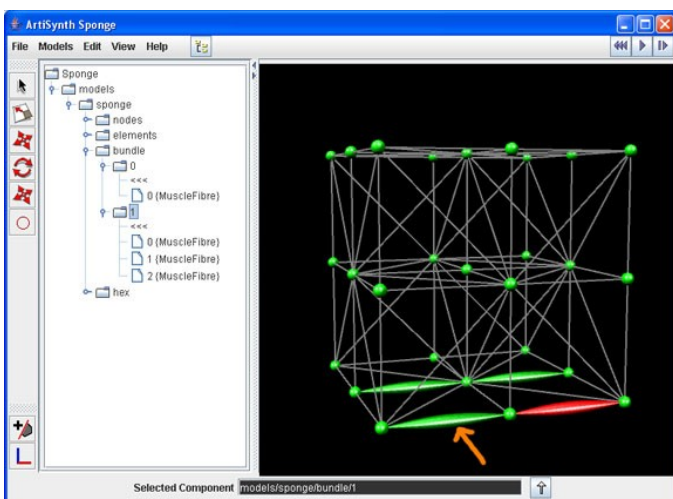 ArtiSynth Sponge
File Models Edit View Help
Sponge
models
sponge
nodes
elements
bundle
0
<<<
0 (MuscleFibre)
1
<<<
0 (MuscleFibre)
1 (MuscleFibre)
2 (MuscleFibre)
hex
Selected Component models/sponge/bundle/1